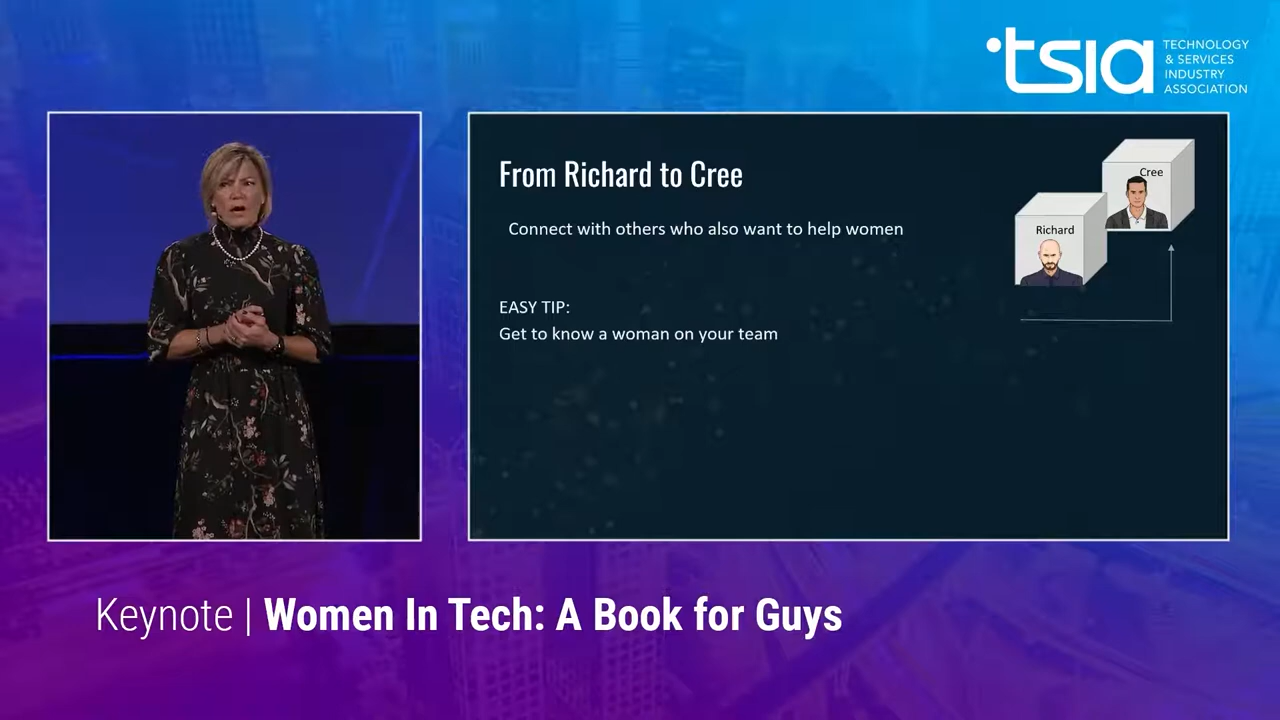 tsia
TECHNOLOGY
& SERVICES
INDUSTRY
ASSOCIATION
From Richard to Cree
Cree
Connect with others who also want to help women
Richard
EASY TIP:
Get to know a woman on your team
Keynote | Women In Tech: A Book for Guys